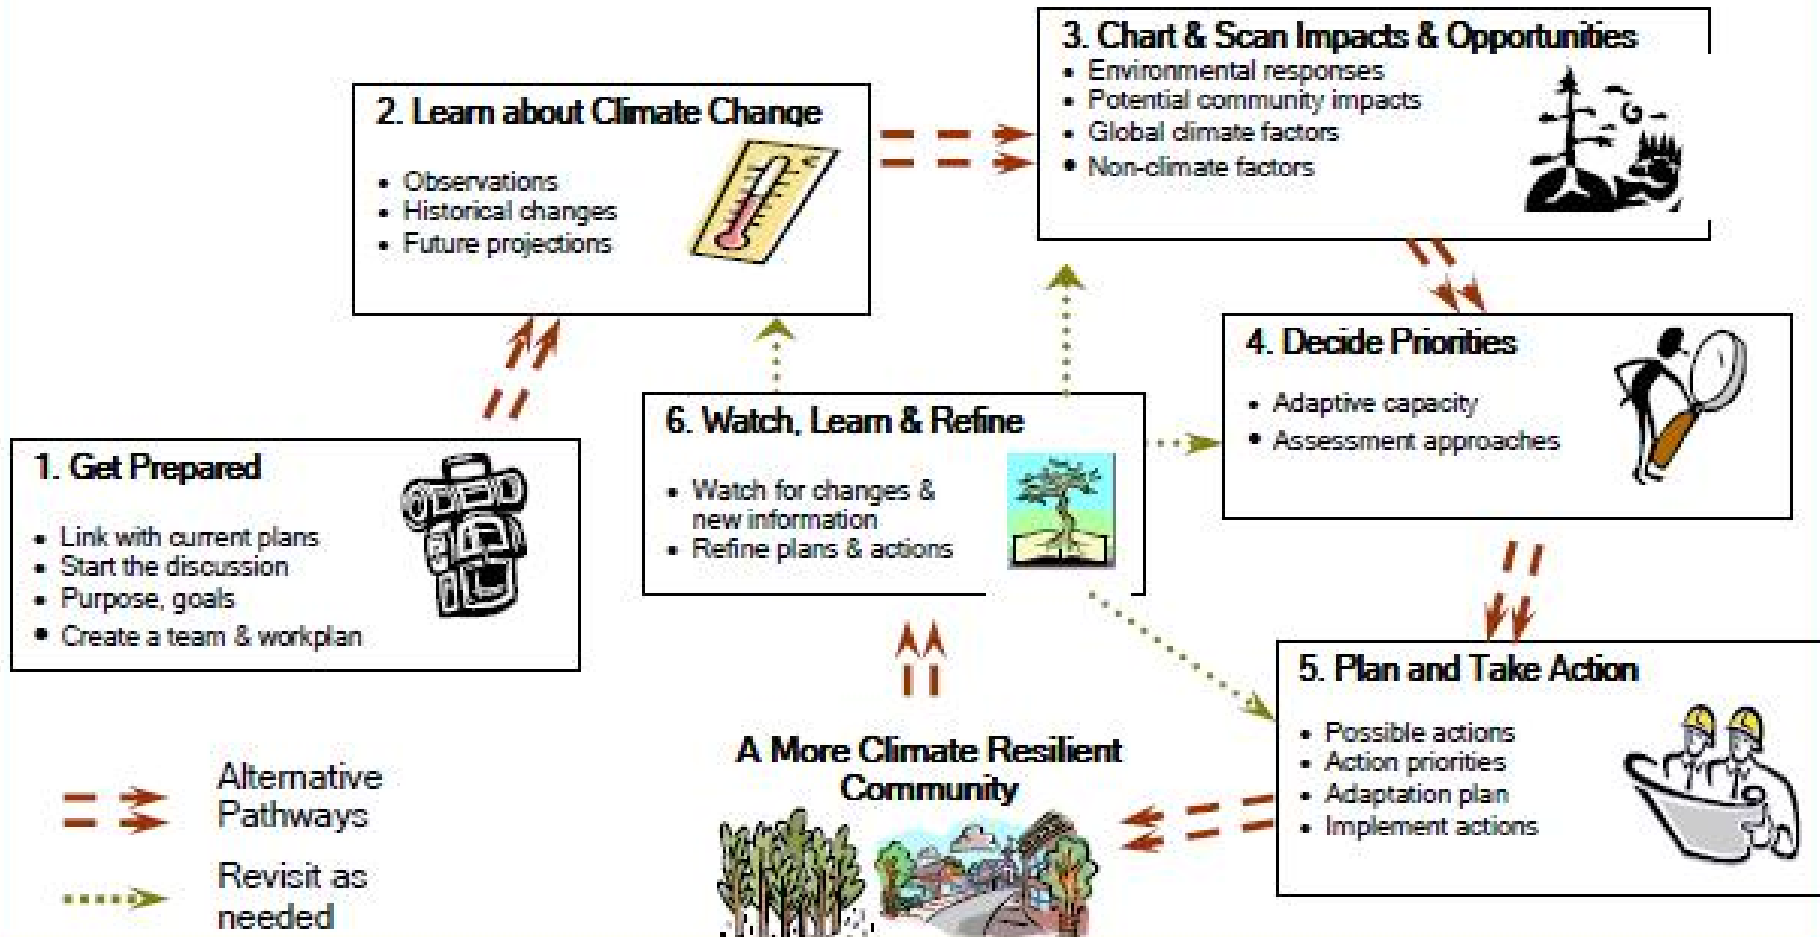 1. Get Prepared
• Link with current plans
• Start the discussion
• Purpose, goals
• Create a team & workplan
2. Learn about Climate Change
• Observations
• Historical changes
• Future projections
3. Chart & Scan Impacts & Opportunities
• Environmental responses
• Potential community impacts
• Global climate factors
• Non-climate factors
4. Decide Priorities
• Adaptive capacity
• Assessment approaches
5. Plan and Take Action
• Possible actions
• Action priorities
• Adaptation plan
• Implement actions
A More Climate Resilient
Community
6. Watch, Learn & Refine
• Watch for changes &
new information
• Refine plans & actions
Alternative
Pathways
Revisit as
needed